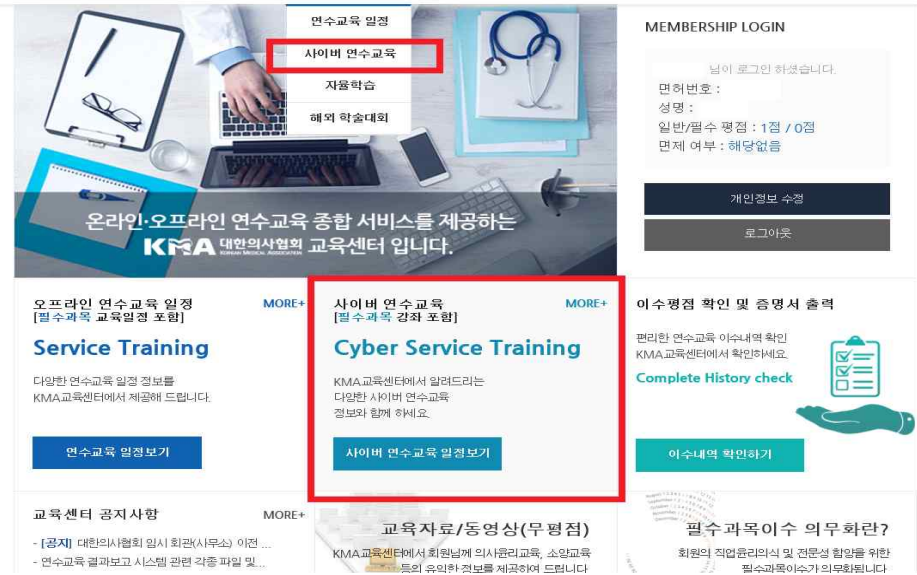 연수교육 일정
사이버 연수교육
자율학습
해외 학술대회
온라인·오프라인 연수교육 종합 서비스를 제공하는
KMA 대한의사협회 KOREAN MEDICAL ASSOCIATION 교육센터 입니다.
MEMBERSHIP LOGIN
님이 로그인 하셨습니다.
면허번호 :
성명 :
일반/필수 평점 : 1점 / 0점
면제 여부 : 해당없음
개인정보 수정
로그아웃
오프라인 연수교육 일정 MORE+
[필수과목 교육일정 포함]
Service Training
다양한 연수교육 일정 정보를
KMA교육센터에서 제공해 드립니다.
연수교육 일정보기
사이버 연수교육 MORE+
[필수과목 강좌 포함]
Cyber Service Training
KMA교육센터에서 알려드리는
다양한 사이버 연수교육
정보와 함께 하세요.
사이버 연수교육 일정보기
이수평점 확인 및 증명서 출력
편리한 연수교육 이수내역 확인
KMA교육센터에서 확인하세요.
Complete History check
이수내역 확인하기
교육센터 공지사항 MORE+
- [공지] 대한의사협회 임시 회관(사무소) 이전 ...
- 연수교육 결과보고 시스템 관련 각종 파일 및...
교육자료/동영상(무평점)
KMA교육센터에서 회원님께 의사윤리교육, 소양교육
등의 유익한 정보를 제공하여 드립니다
필수과목이수 의무화란?
회원의 직업윤리의식 및 전문성 함양을 위한
필수과목이수가 의무화됩니다